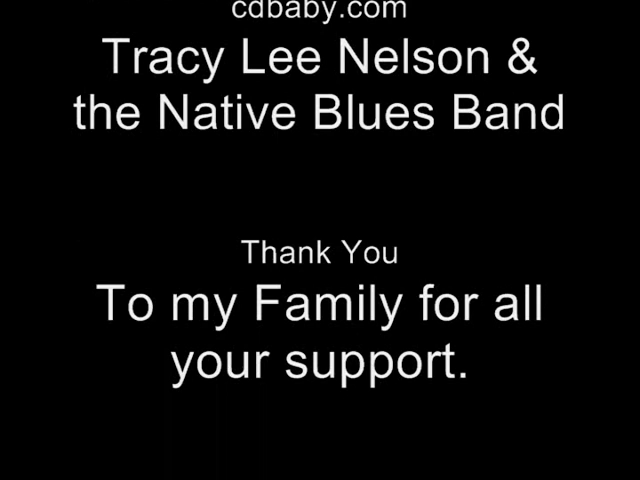 cdbaby.com
Tracy Lee Nelson &
the Native Blues Band
Thank You
To my Family for all
your support.